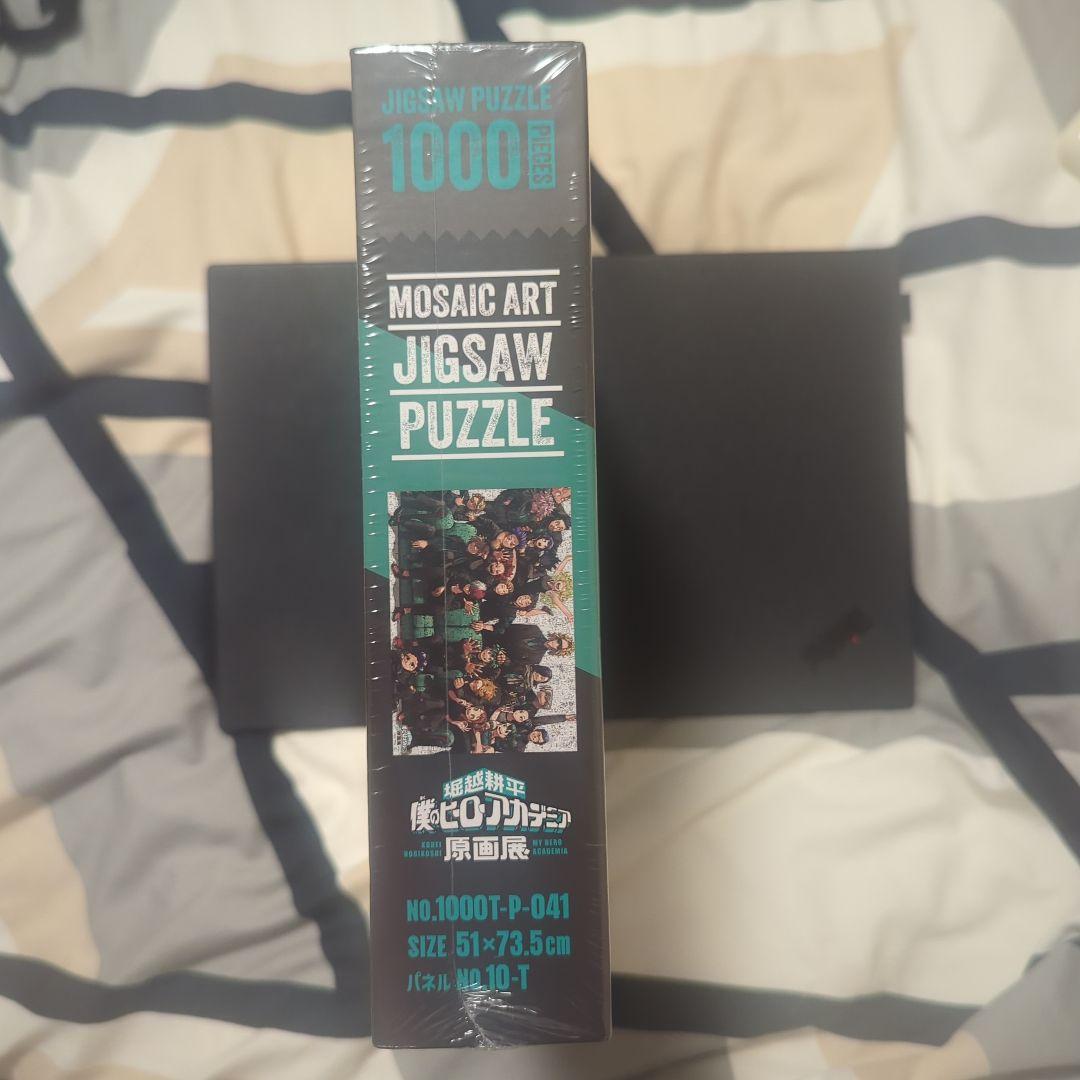 JIGSAW PUZZLE
1000 PIECES
MOSAIC ART
JIGSAW
PUZZLE
堀越耕平
僕のヒーローアカデミア
KOHEI HORIKOSHI 原画展 MY HERO ACADEMIA
NO.1000T-P-041
SIZE 51×73.5cm
パネル NO.10-T